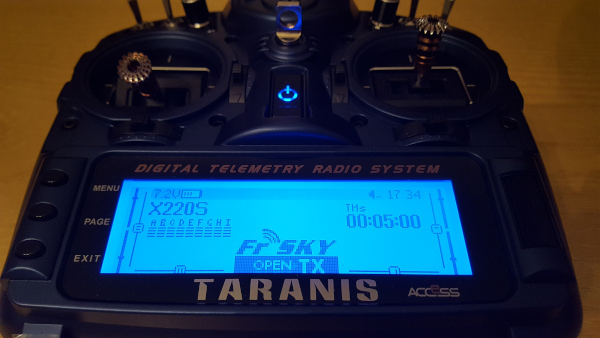 DIGITAL TELEMETRY RADIO SYSTEM
MENU
PAGE
EXIT
7.2V
17:34
X220S
ABCDEFGHI
THs
00:05:00
FrSKY
OPEN TX
TARANIS
ACCESS